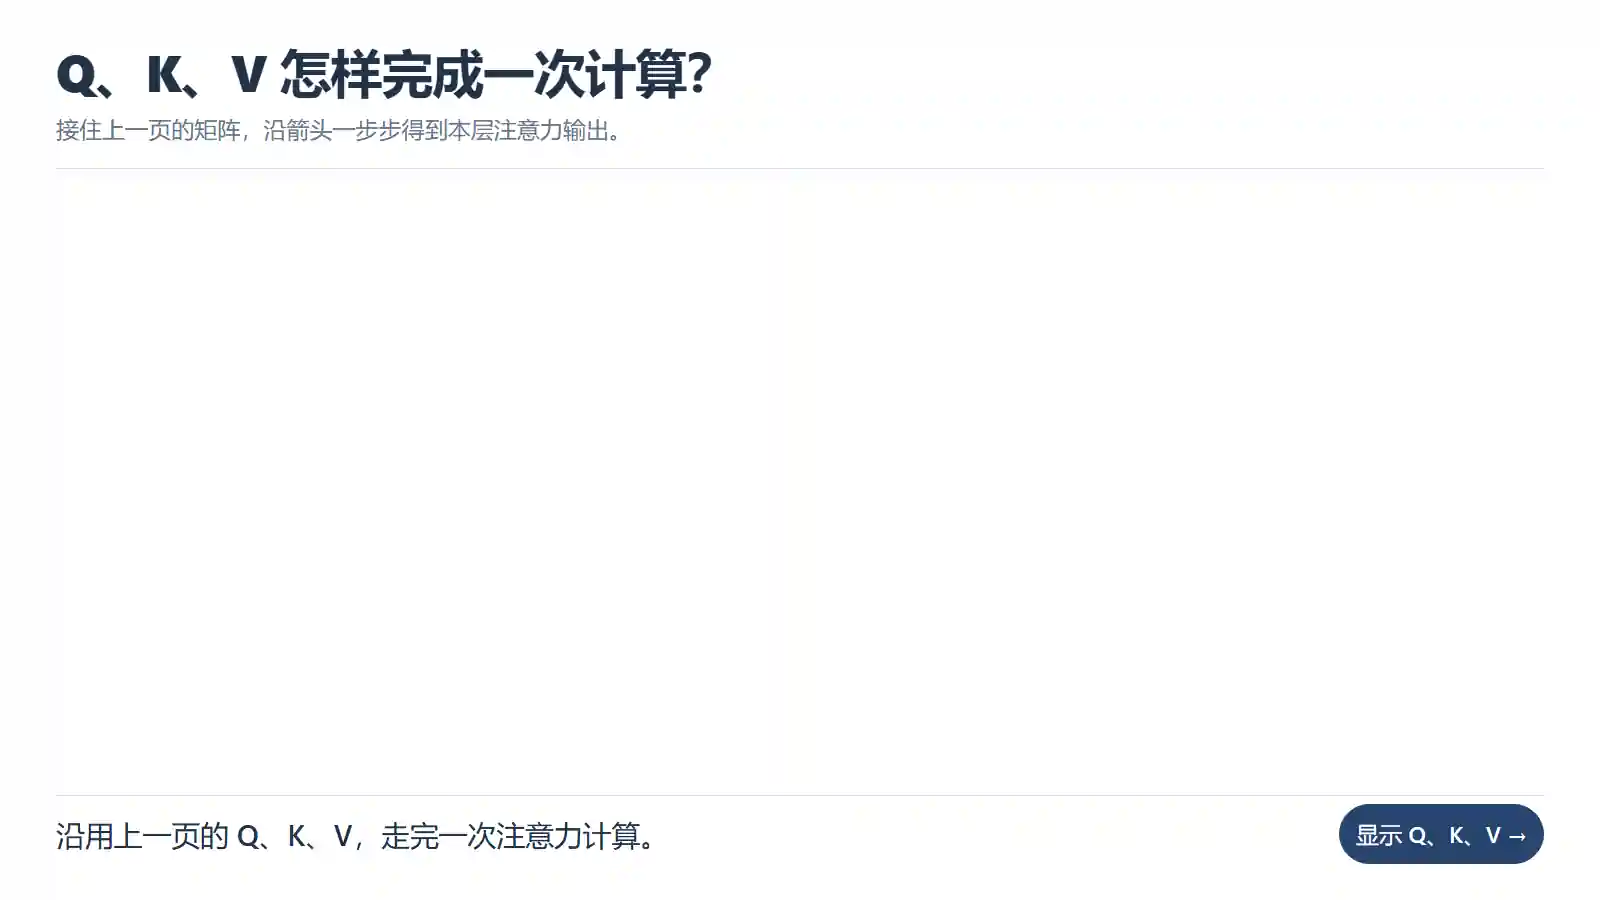 Q、K、V 怎样完成一次计算？
接住上一页的矩阵，沿箭头一步步得到本层注意力输出。
沿用上一页的 Q、K、V，走完一次注意力计算。
显示 Q、K、V →